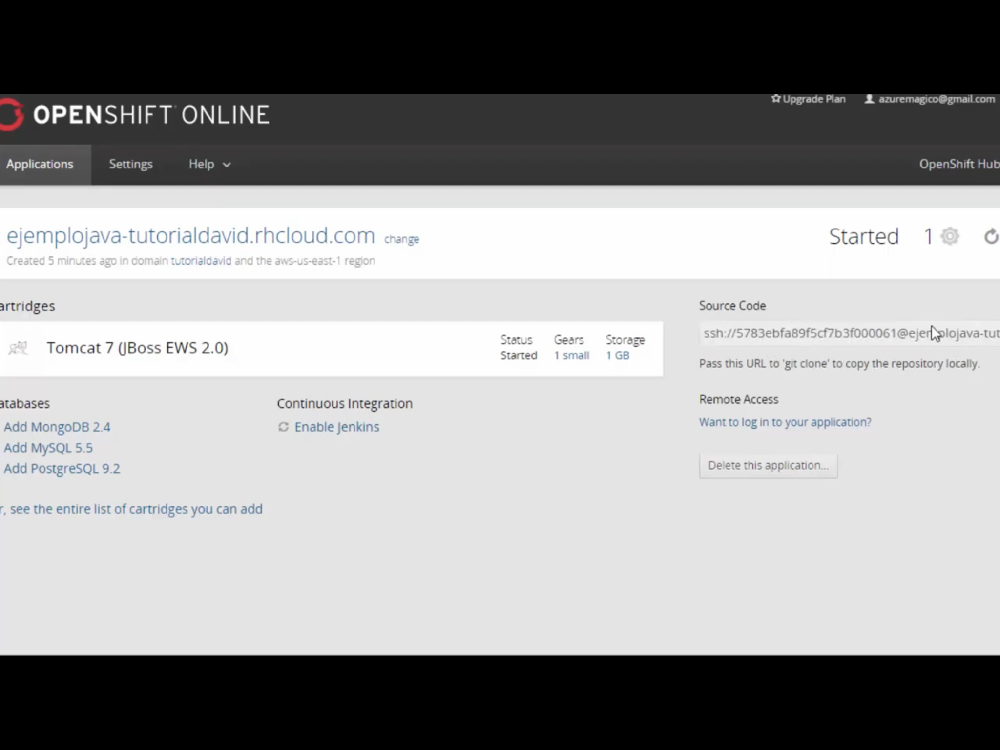 Upgrade Plan azuremagico@gmail.com
OPENSHIFT ONLINE
Applications Settings Help OpenShift Hub
ejemplojava-tutorialdavid.rhcloud.com change
Started 1
Created 5 minutes ago in domain tutorialdavid and the aws-us-east-1 region
artridges
Tomcat 7 (JBoss EWS 2.0)
Status Gears Storage
Started 1 small 1 GB
atabases
Add MongoDB 2.4
Add MySQL 5.5
Add PostgreSQL 9.2
Continuous Integration
Enable Jenkins
r, see the entire list of cartridges you can add
Source Code
ssh://5783ebfa89f5cf7b3f000061@ejemplojava-tut
Pass this URL to 'git clone' to copy the repository locally.
Remote Access
Want to log in to your application?
Delete this application...